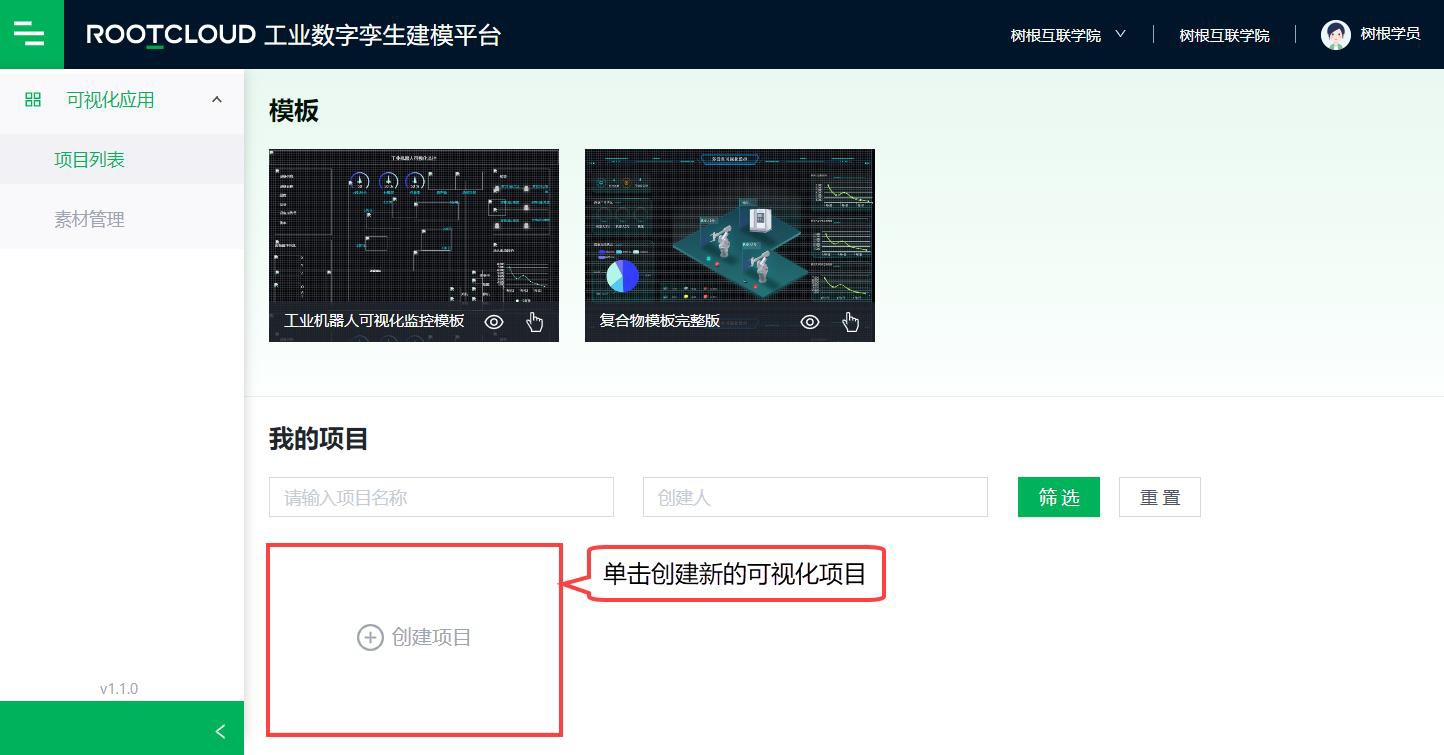 ROOTCLOUD 工业数字孪生建模平台
树根互联学院
树根互联学院
树根学员
可视化应用
项目列表
素材管理
模板
工业机器人可视化监控模板
复合物模板完整版
我的项目
请输入项目名称
创建人
筛选
重置
单击创建新的可视化项目
创建项目
v1.1.0